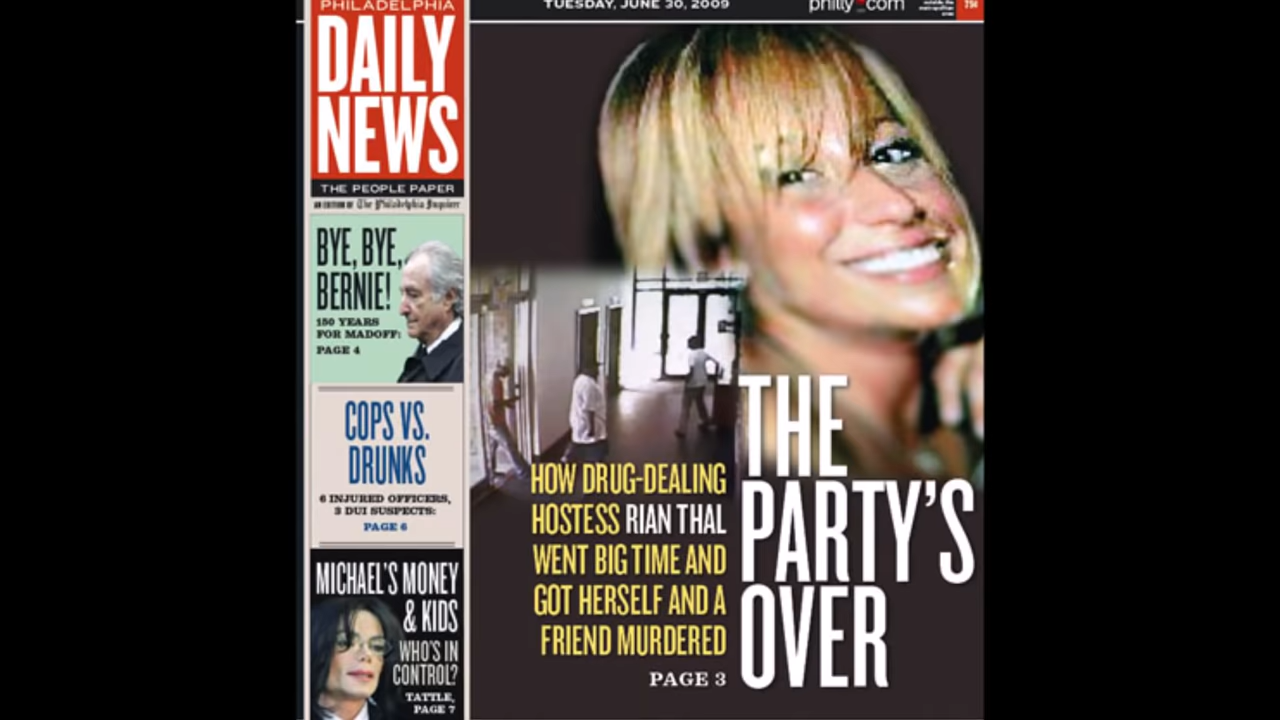 PHILADELPHIA
DAILY
NEWS
THE PEOPLE PAPER
AN EDITION OF The Philadelphia Inquirer
TUESDAY, JUNE 30, 2009
philly.com
BYE, BYE,
BERNIE!
150 YEARS
FOR MADOFF:
PAGE 4
COPS VS.
DRUNKS
6 INJURED OFFICERS,
3 DUI SUSPECTS:
PAGE 6
MICHAEL'S MONEY
& KIDS
WHO'S IN
CONTROL?
TATTLE,
PAGE 7
HOW DRUG-DEALING
HOSTESS RIAN THAL
WENT BIG TIME AND
GOT HERSELF AND A
FRIEND MURDERED
PAGE 3
THE
PARTY'S
OVER